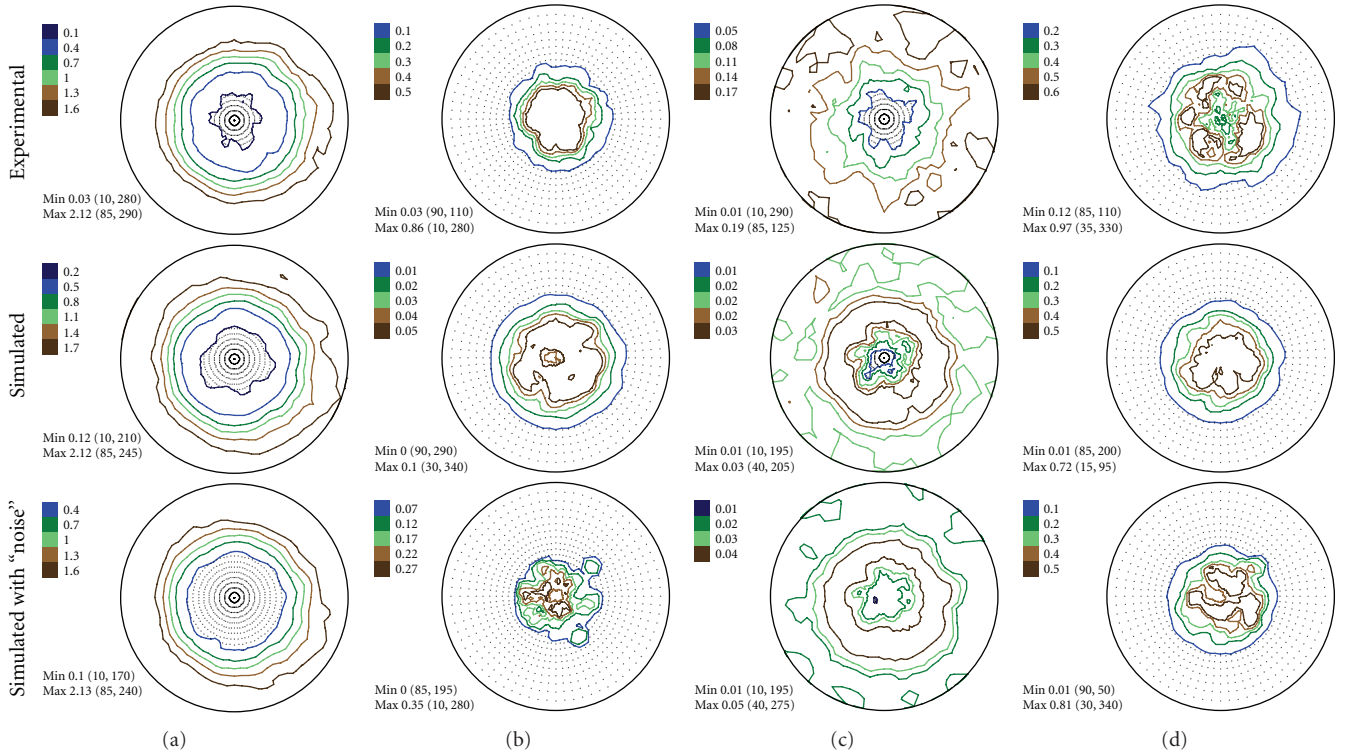 Experimental
0.1
0.4
0.7
1
1.3
1.6
Min 0.03 (10, 280)
Max 2.12 (85, 290)
0.1
0.2
0.3
0.4
0.5
Min 0.03 (90, 110)
Max 0.86 (10, 280)
0.05
0.08
0.11
0.14
0.17
Min 0.01 (10, 290)
Max 0.19 (85, 125)
0.2
0.3
0.4
0.5
0.6
Min 0.12 (85, 110)
Max 0.97 (35, 330)
Simulated
0.2
0.5
0.8
1.1
1.4
1.7
Min 0.12 (10, 210)
Max 2.12 (85, 245)
0.01
0.02
0.03
0.04
0.05
Min 0 (90, 290)
Max 0.1 (30, 340)
0.01
0.02
0.02
0.02
0.03
Min 0.01 (10, 195)
Max 0.03 (40, 205)
0.1
0.2
0.3
0.4
0.5
Min 0.01 (85, 200)
Max 0.72 (15, 95)
Simulated with “noise”
0.4
0.7
1
1.3
1.6
Min 0.1 (10, 170)
Max 2.13 (85, 240)
0.07
0.12
0.17
0.22
0.27
Min 0 (85, 195)
Max 0.35 (10, 280)
0.01
0.02
0.03
0.04
Min 0.01 (10, 195)
Max 0.05 (40, 275)
0.1
0.2
0.3
0.4
0.5
Min 0.01 (90, 50)
Max 0.81 (30, 340)
(a)
(b)
(c)
(d)